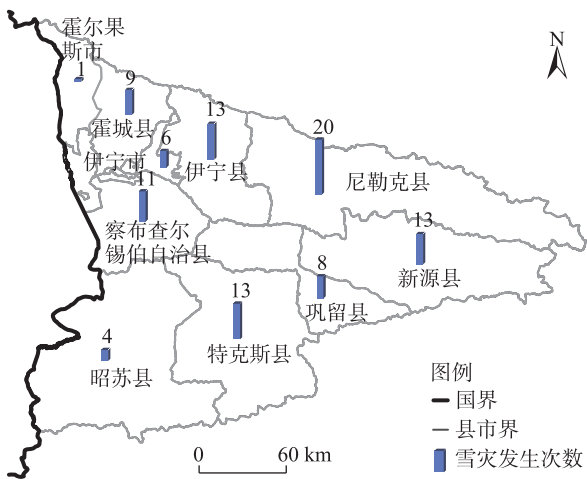 霍尔果
斯市
N
1
9
13
20
霍城县
6
伊宁市
伊宁县
尼勒克县
11
察布查尔
锡伯自治县
13
新源县
8
巩留县
13
特克斯县
4
昭苏县
图例
国界
县市界
雪灾发生次数
0 60 km